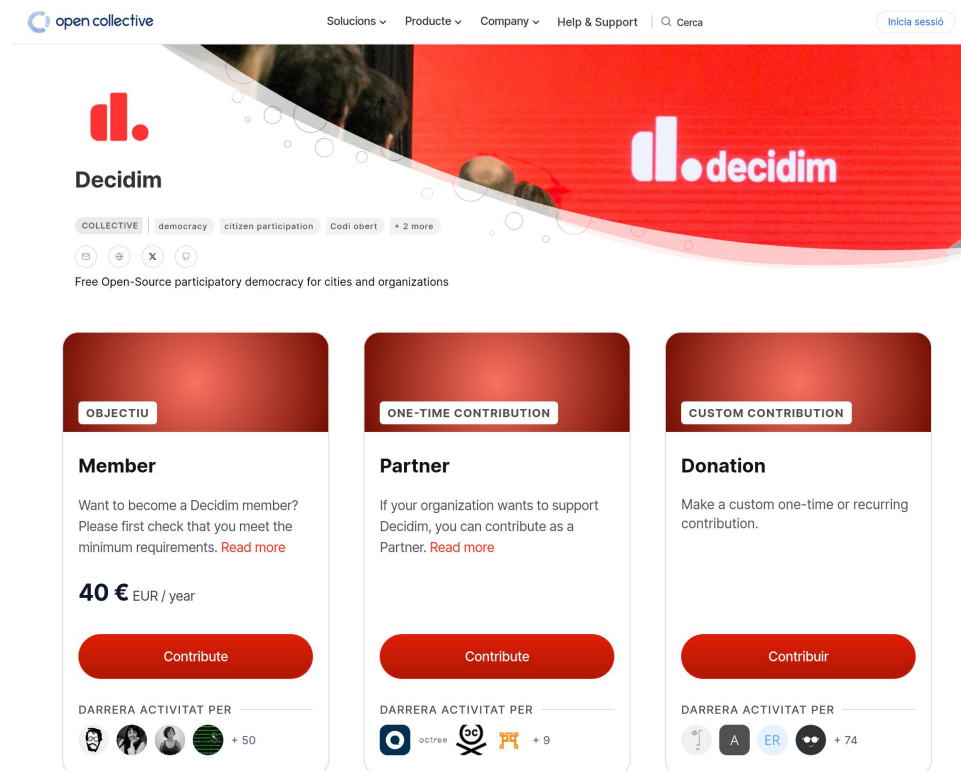 open collective
Solucions Producte Company Help & Support Cerca Inicia sessió
decidim
Decidim
COLLECTIVE democracy citizen participation Codi obert + 2 more
Free Open-Source participatory democracy for cities and organizations
OBJECTIU
Member
Want to become a Decidim member?
Please first check that you meet the
minimum requirements. Read more
40 € EUR / year
Contribute
DARRERA ACTIVITAT PER
+ 50
ONE-TIME CONTRIBUTION
Partner
If your organization wants to support
Decidim, you can contribute as a
Partner. Read more
Contribute
DARRERA ACTIVITAT PER
octree + 9
CUSTOM CONTRIBUTION
Donation
Make a custom one-time or recurring
contribution.
Contribuir
DARRERA ACTIVITAT PER
A ER + 74